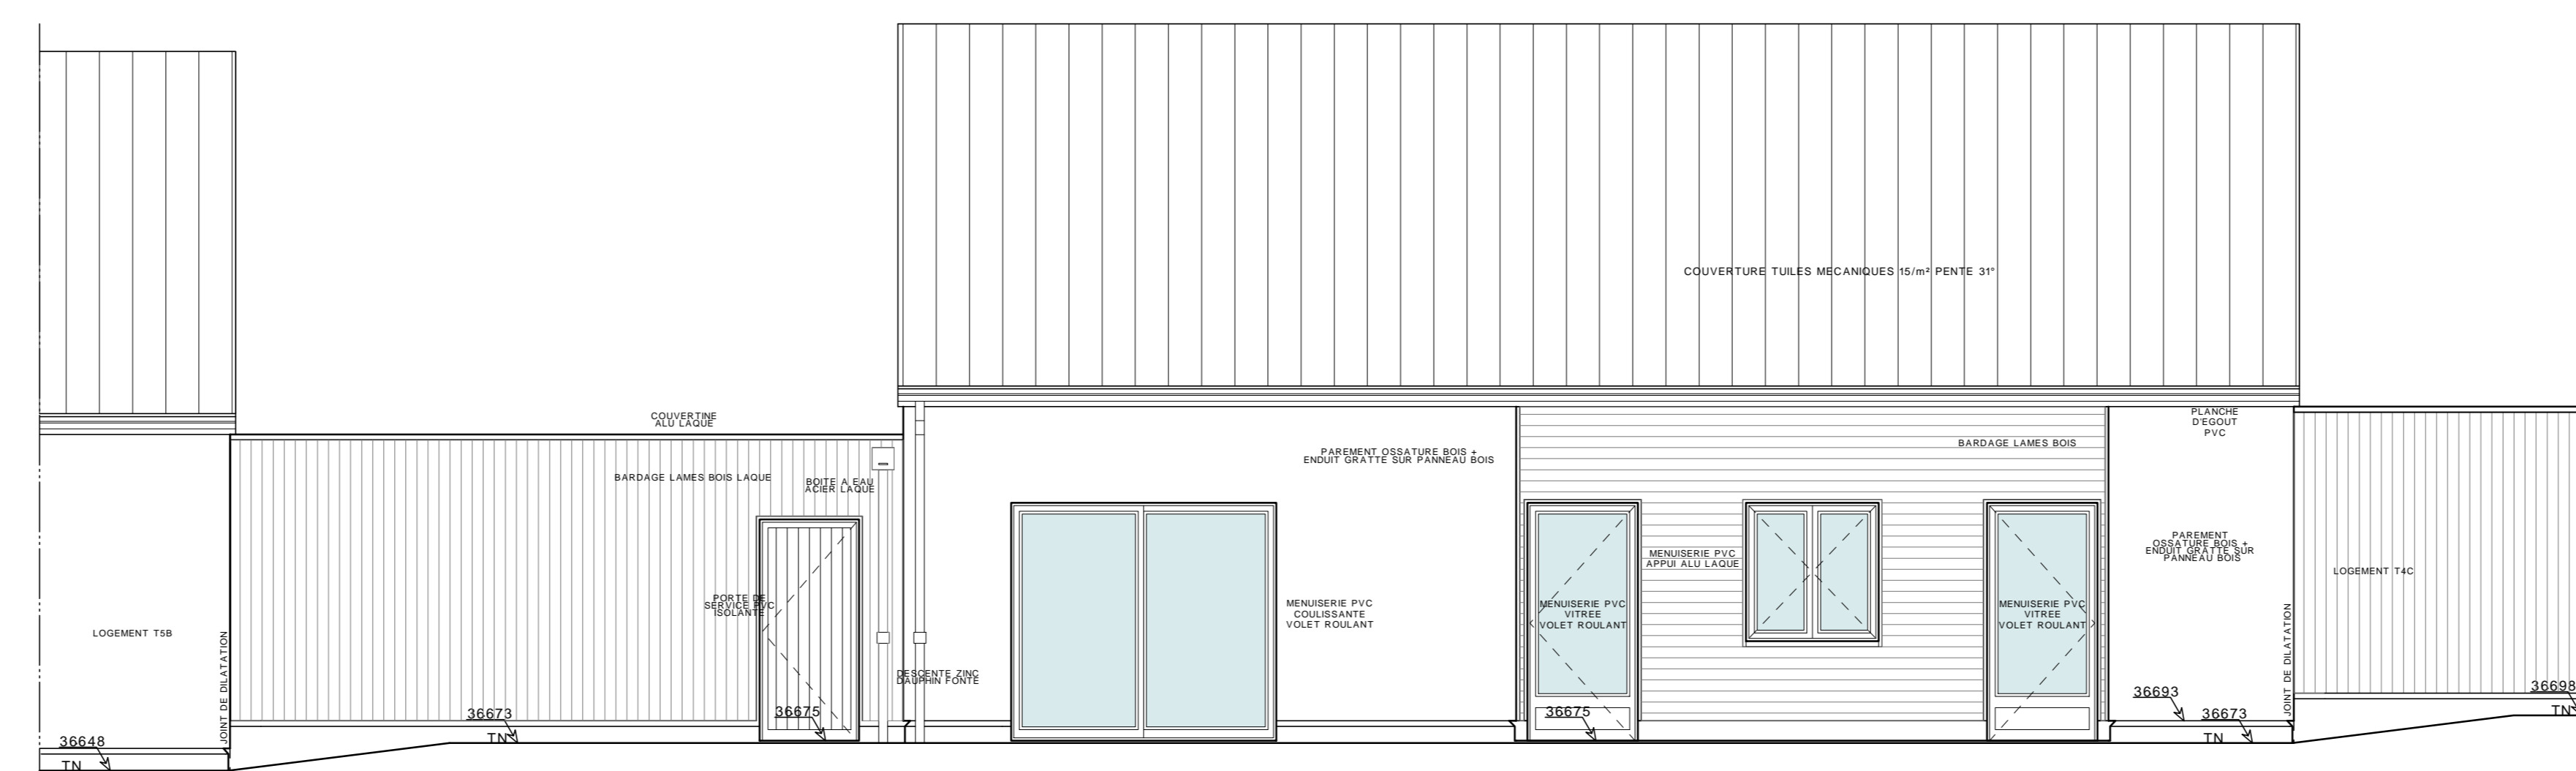 COUVERTURE TUILES MECANIQUES 15/m² PENTE 31°
COUVERTINE
ALU LAQUE
PLANCHE
D'EGOUT
PVC
BARDAGE LAMES BOIS
PAREMENT OSSATURE BOIS +
ENDUIT GRATTE SUR PANNEAU BOIS
BARDAGE LAMES BOIS LAQUE
BOITE A EAU
ACIER LAQUE
PAREMENT
OSSATURE BOIS +
ENDUIT GRATTE SUR
PANNEAU BOIS
MENUISERIE PVC
APPUI ALU LAQUE
LOGEMENT T4C
PORTE DE
SERVICE PVC
ISOLANTE
MENUISERIE PVC
COULISSANTE
VOLET ROULANT
MENUISERIE PVC
VITREE
VOLET ROULANT
MENUISERIE PVC
VITREE
VOLET ROULANT
LOGEMENT T5B
JOINT DE DILATATION
JOINT DE DILATATION
DESCENTE ZINC
DAUPHIN FONTE
36693
36698
TN
36673
TN
36675
36675
36673
TN
36648
TN